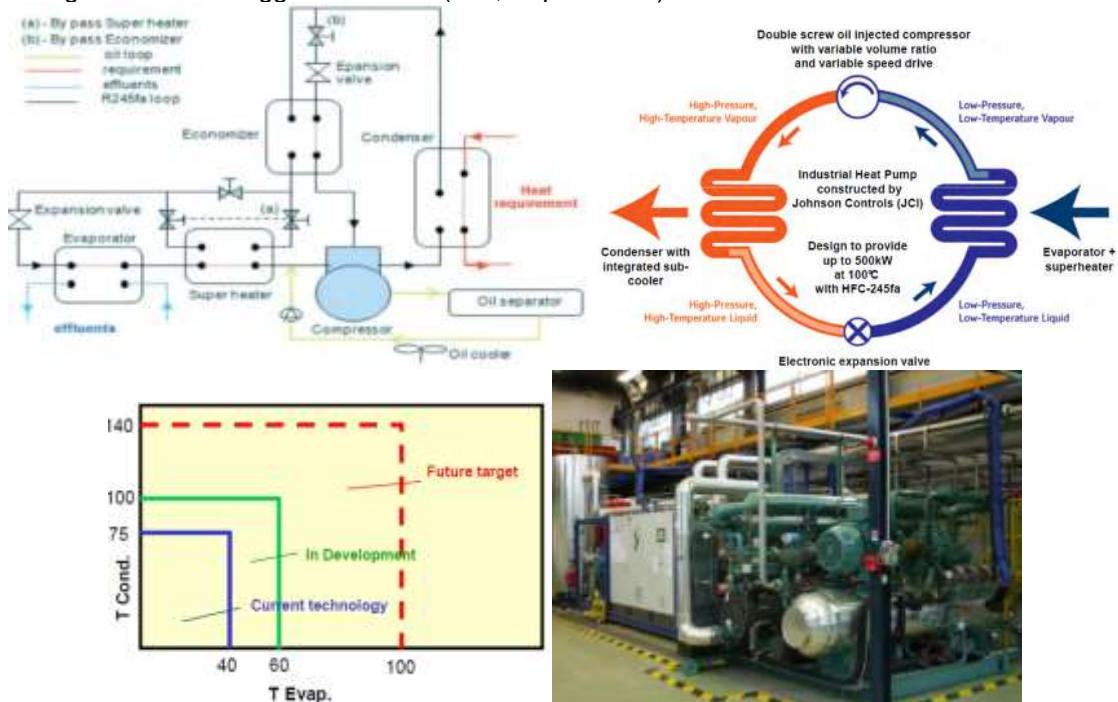 (a)- By pass Super heater
(b)- By pass Economizer
oil loop
requirement
effluents
R245fa loop
(b)
Epansion
valve
Economizer
Condenser
Heat
requirement
(a)
Expansion valve
Evaporator
Super heater
effluents
Compressor
Oil separator
Oil cooler
Double screw oil injected compressor
with variable volume ratio
and variable speed drive
High-Pressure,
High-Temperature Vapour
Low-Pressure,
Low-Temperature Vapour
Industrial Heat Pump
constructed by
Johnson Controls (JCI)
Condenser with
integrated sub-
cooler
Design to provide
up to 500kW
at 100°C
with HFC-245fa
Evaporator +
superheater
High-Pressure,
High-Temperature Liquid
Low-Pressure,
Low-Temperature Liquid
Electronic expansion valve
140
100
75
T Cond.
Future target
In Development
Current technology
40 60 100
T Evap.